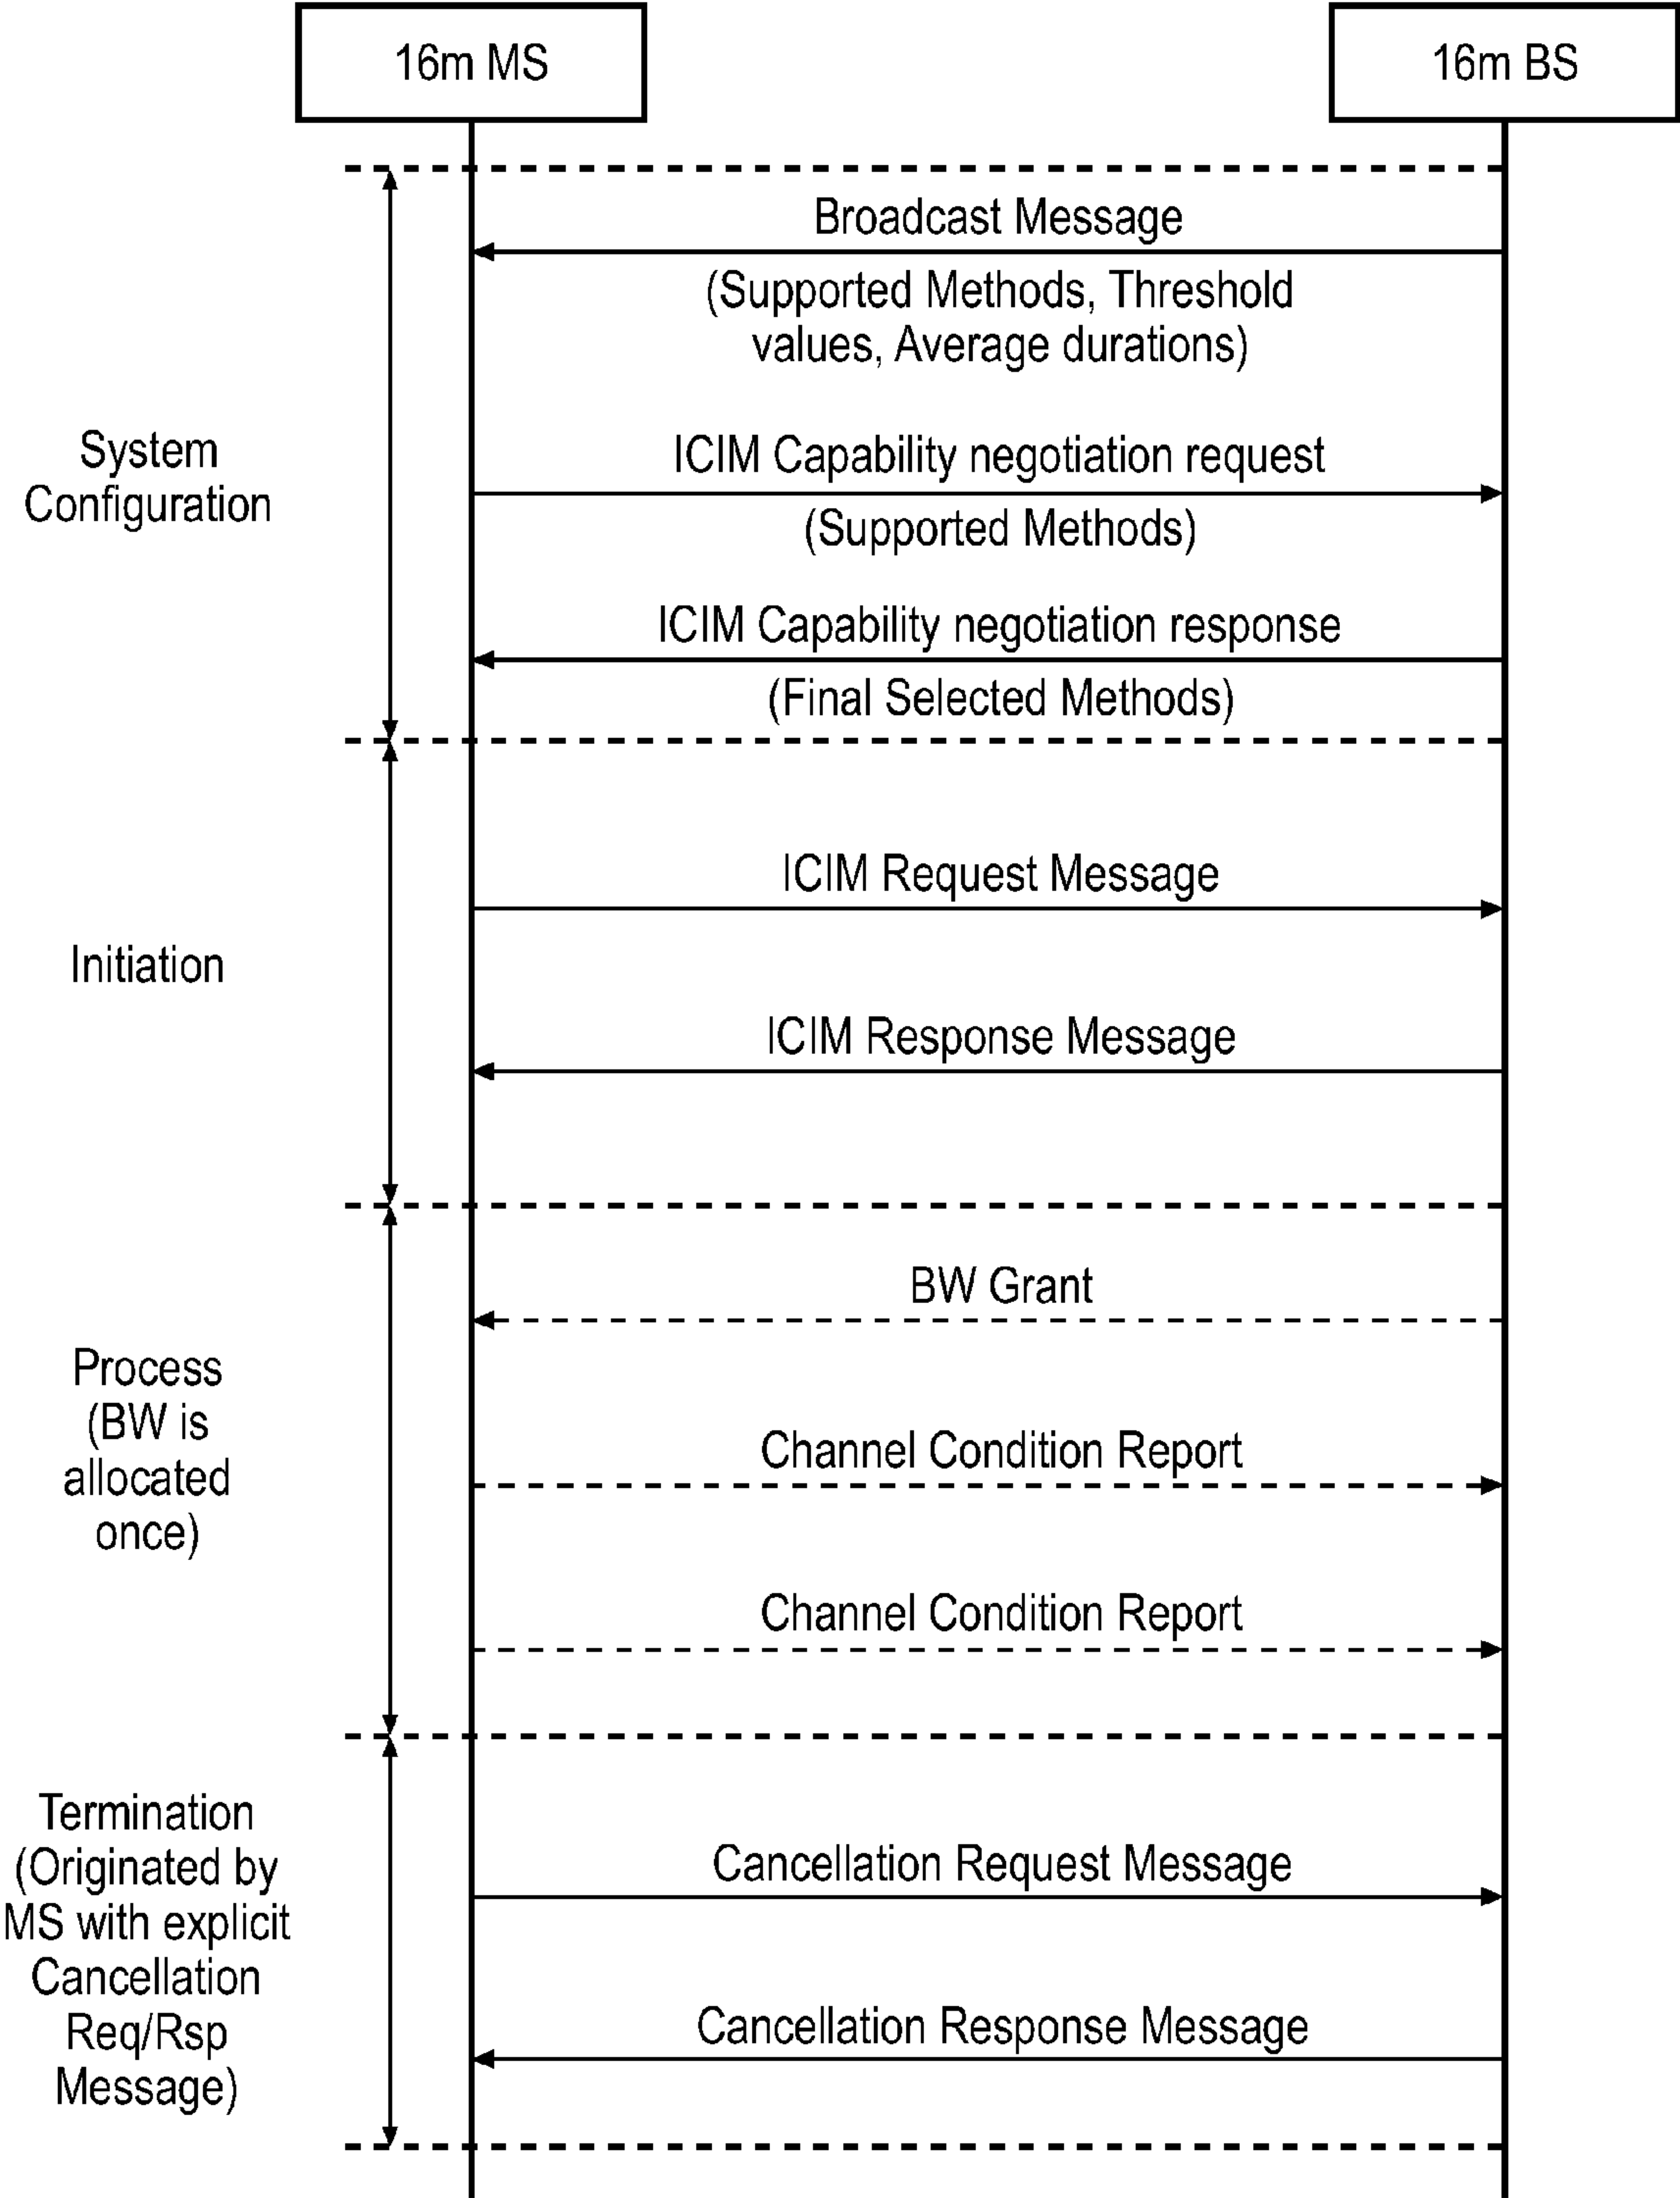 16m MS
16m BS
Broadcast Message
(Supported Methods, Threshold
values, Average durations)
System
Configuration
ICIM Capability negotiation request
(Supported Methods)
ICIM Capability negotiation response
(Final Selected Methods)
Initiation
ICIM Request Message
ICIM Response Message
Process
(BW is
allocated
once)
BW Grant
Channel Condition Report
Channel Condition Report
Termination
(Originated by
MS with explicit
Cancellation
Req/Rsp
Message)
Cancellation Request Message
Cancellation Response Message